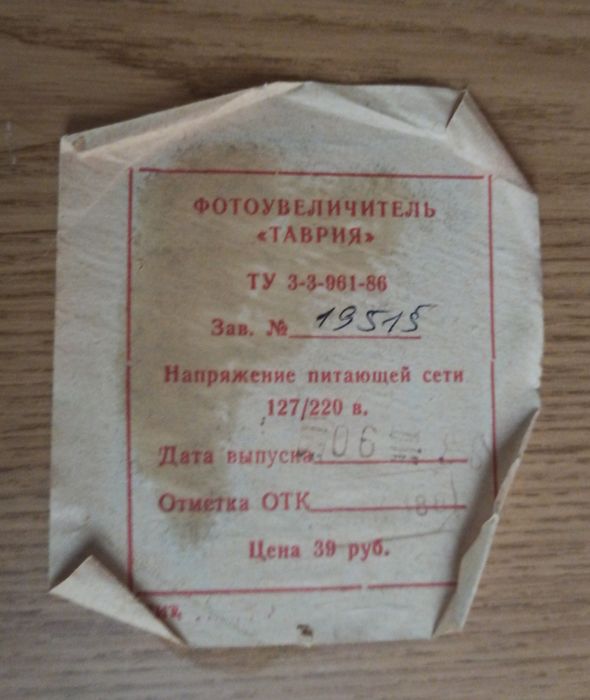 ФОТОУВЕЛИЧИТЕЛЬ
«ТАВРИЯ»
ТУ 3-3-961-86
Зав. № 19515
Напряжение питающей сети
127/220 в.
Дата выпуска 06
Отметка ОТК
Цена 39 руб.